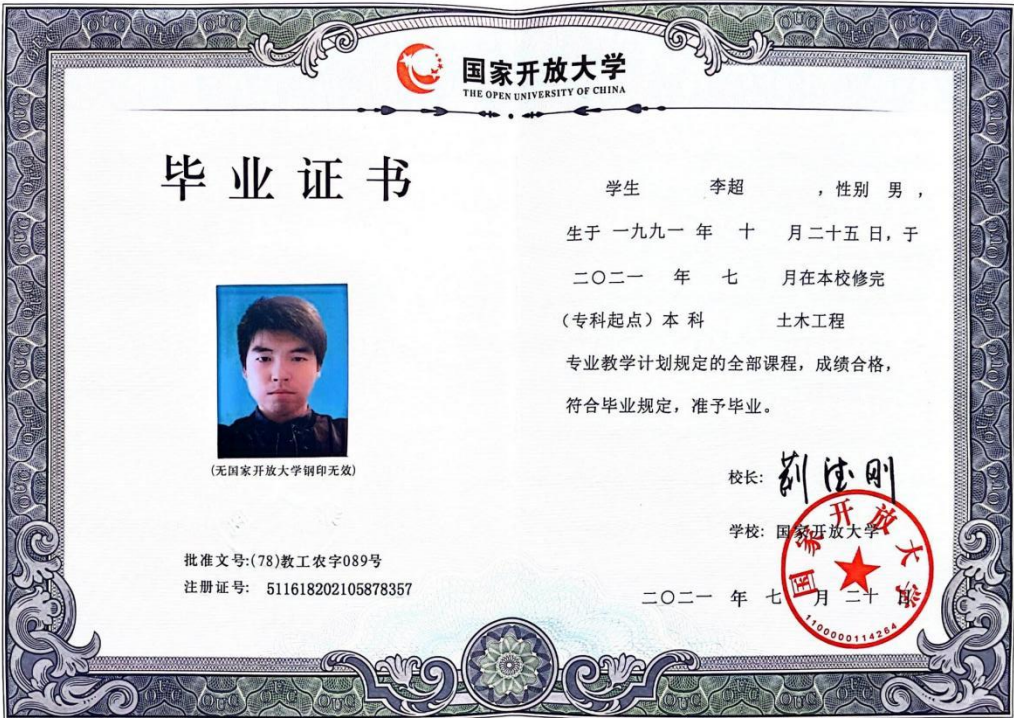 国家开放大学
THE OPEN UNIVERSITY OF CHINA
毕业证书
(无国家开放大学钢印无效)
批准文号:(78)教工农字089号
注册证号: 511618202105878357
学生 李超 ,性别 男 ,
生于 一九九一 年 十 月二十五 日,于
二〇二一 年 七 月在本校修完
(专科起点)本 科 土木工程
专业教学计划规定的全部课程,成绩合格,
符合毕业规定,准予毕业。
校长:
学校: 国家开放大学
二〇二一 年 七 月 二十 日
国家开放大学
1100000114264